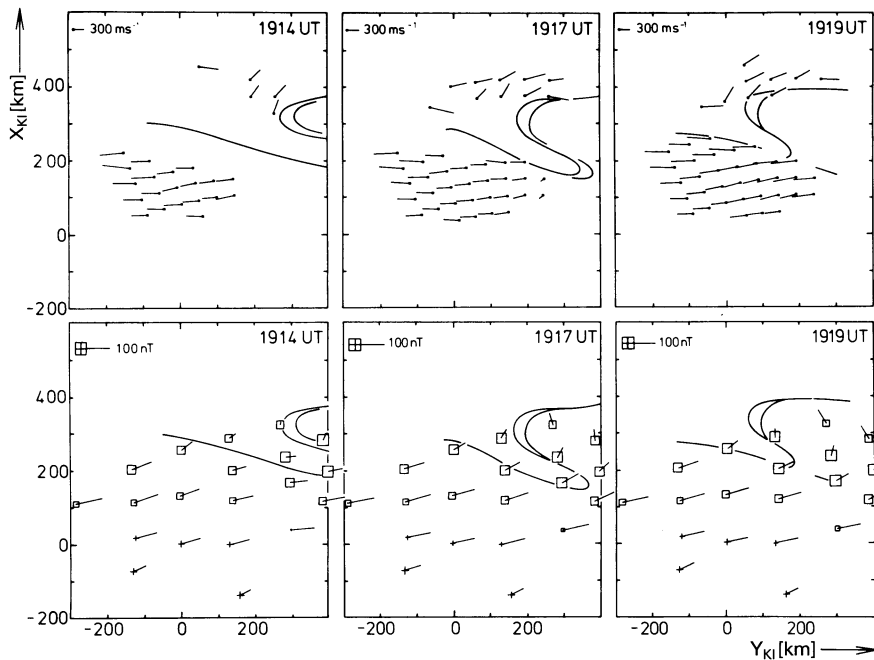 300 ms⁻¹ 1914 UT
300 ms⁻¹ 1917 UT
300 ms⁻¹ 1919 UT
X_KI [km]
400
200
0
-200
100 nT 1914 UT
100 nT 1917 UT
100 nT 1919 UT
400
200
0
-200
-200 0 200
-200 0 200
-200 0 200
Y_KI [km]